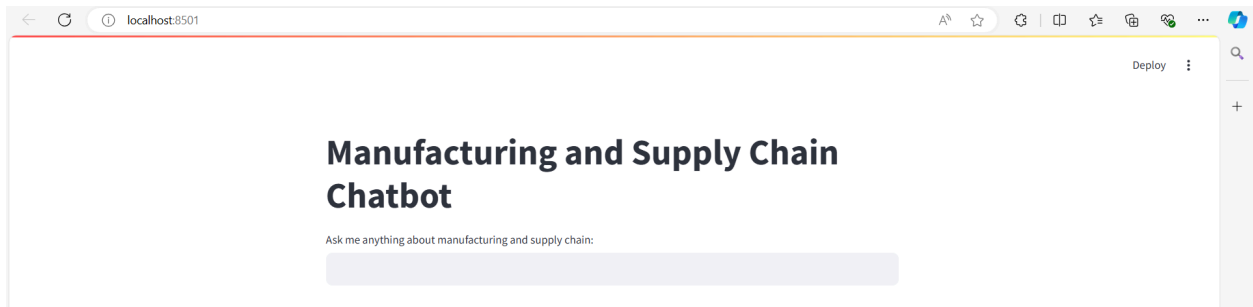 localhost:8501
Deploy
Manufacturing and Supply Chain
Chatbot
Ask me anything about manufacturing and supply chain: